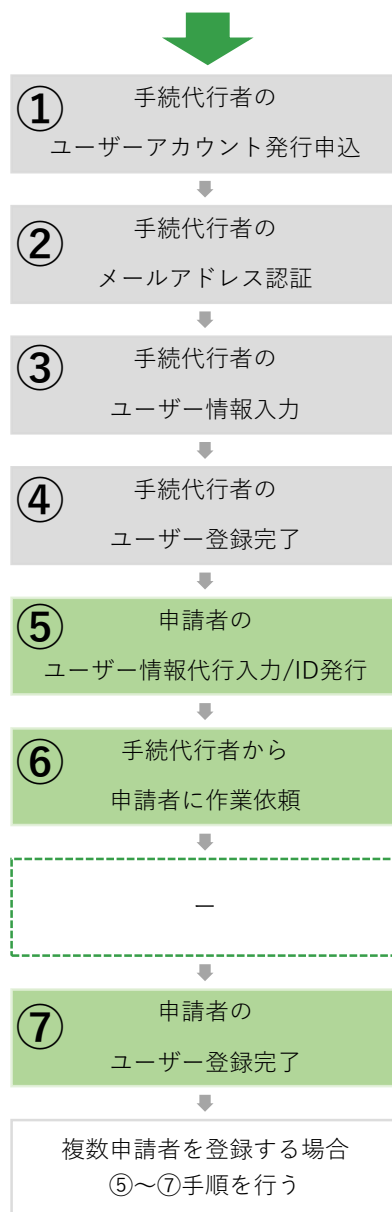 ①
手続代行者の
ユーザーアカウント発行申込
②
手続代行者の
メールアドレス認証
③
手続代行者の
ユーザー情報入力
④
手続代行者の
ユーザー登録完了
⑤
申請者の
ユーザー情報代行入力/ID発行
⑥
手続代行者から
申請者に作業依頼
－
⑦
申請者の
ユーザー登録完了
複数申請者を登録する場合
⑤～⑦手順を行う